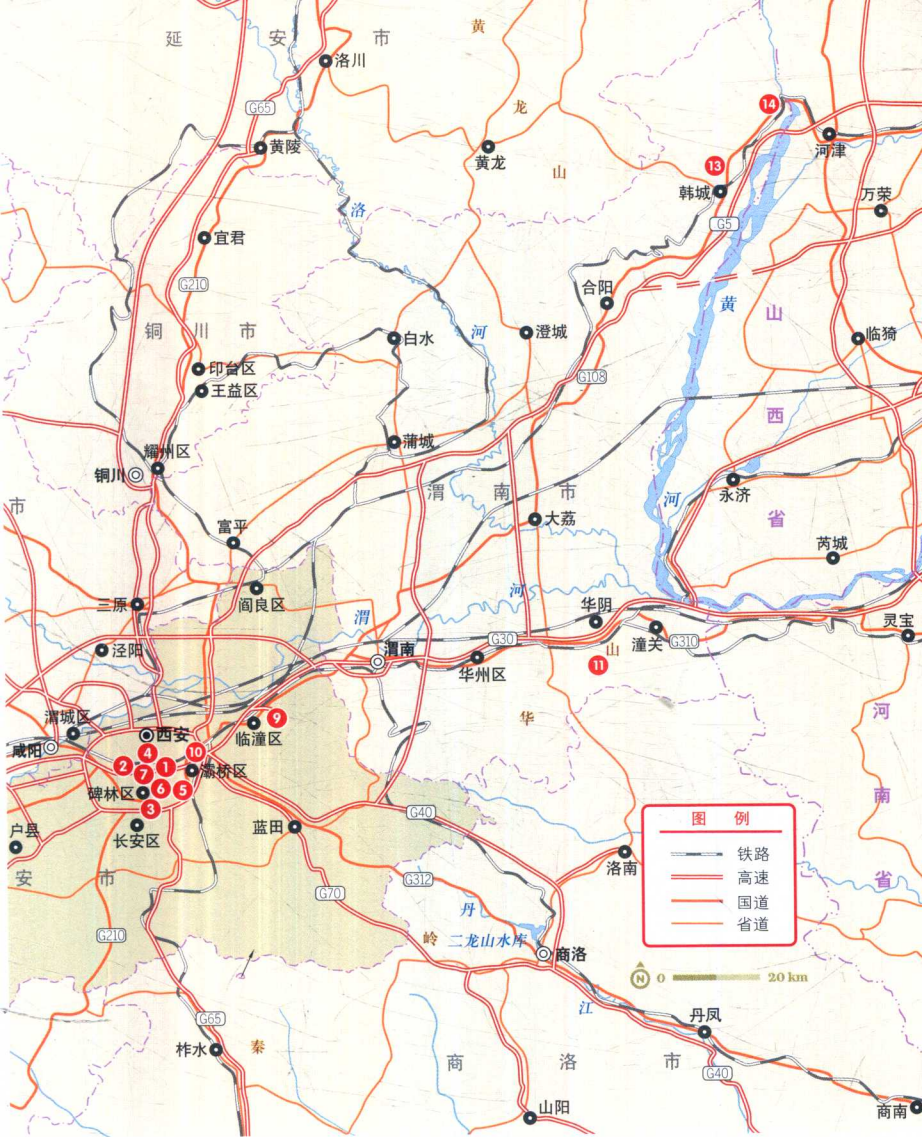 延安市
黄
洛川
龙
14
G65
黄陵
黄龙
河津
13
山
韩城
万荣
洛
G5
宜君
G210
合阳
黄
山
铜川市
白水
河
澄城
临猗
印台区
王益区
G108
西
蒲城
耀州区
铜川
渭南市
河
永济
市
大荔
省
富平
芮城
阎良区
河
三原
渭
华阴
灵宝
泾阳
渭南
G30
山
潼关
G310
华州区
11
渭城区
9
华
河
西安
临潼区
咸阳
4
10
2
7
1
灞桥区
碑林区
6
5
南
3
G40
图例
户县
长安区
蓝田
铁路
洛南
高速
安市
G312
省
G70
国道
丹
省道
G210
岭
二龙山水库
商洛
N
0
20 km
江
G65
丹凤
柞水
秦
商洛市
G40
山阳
商南